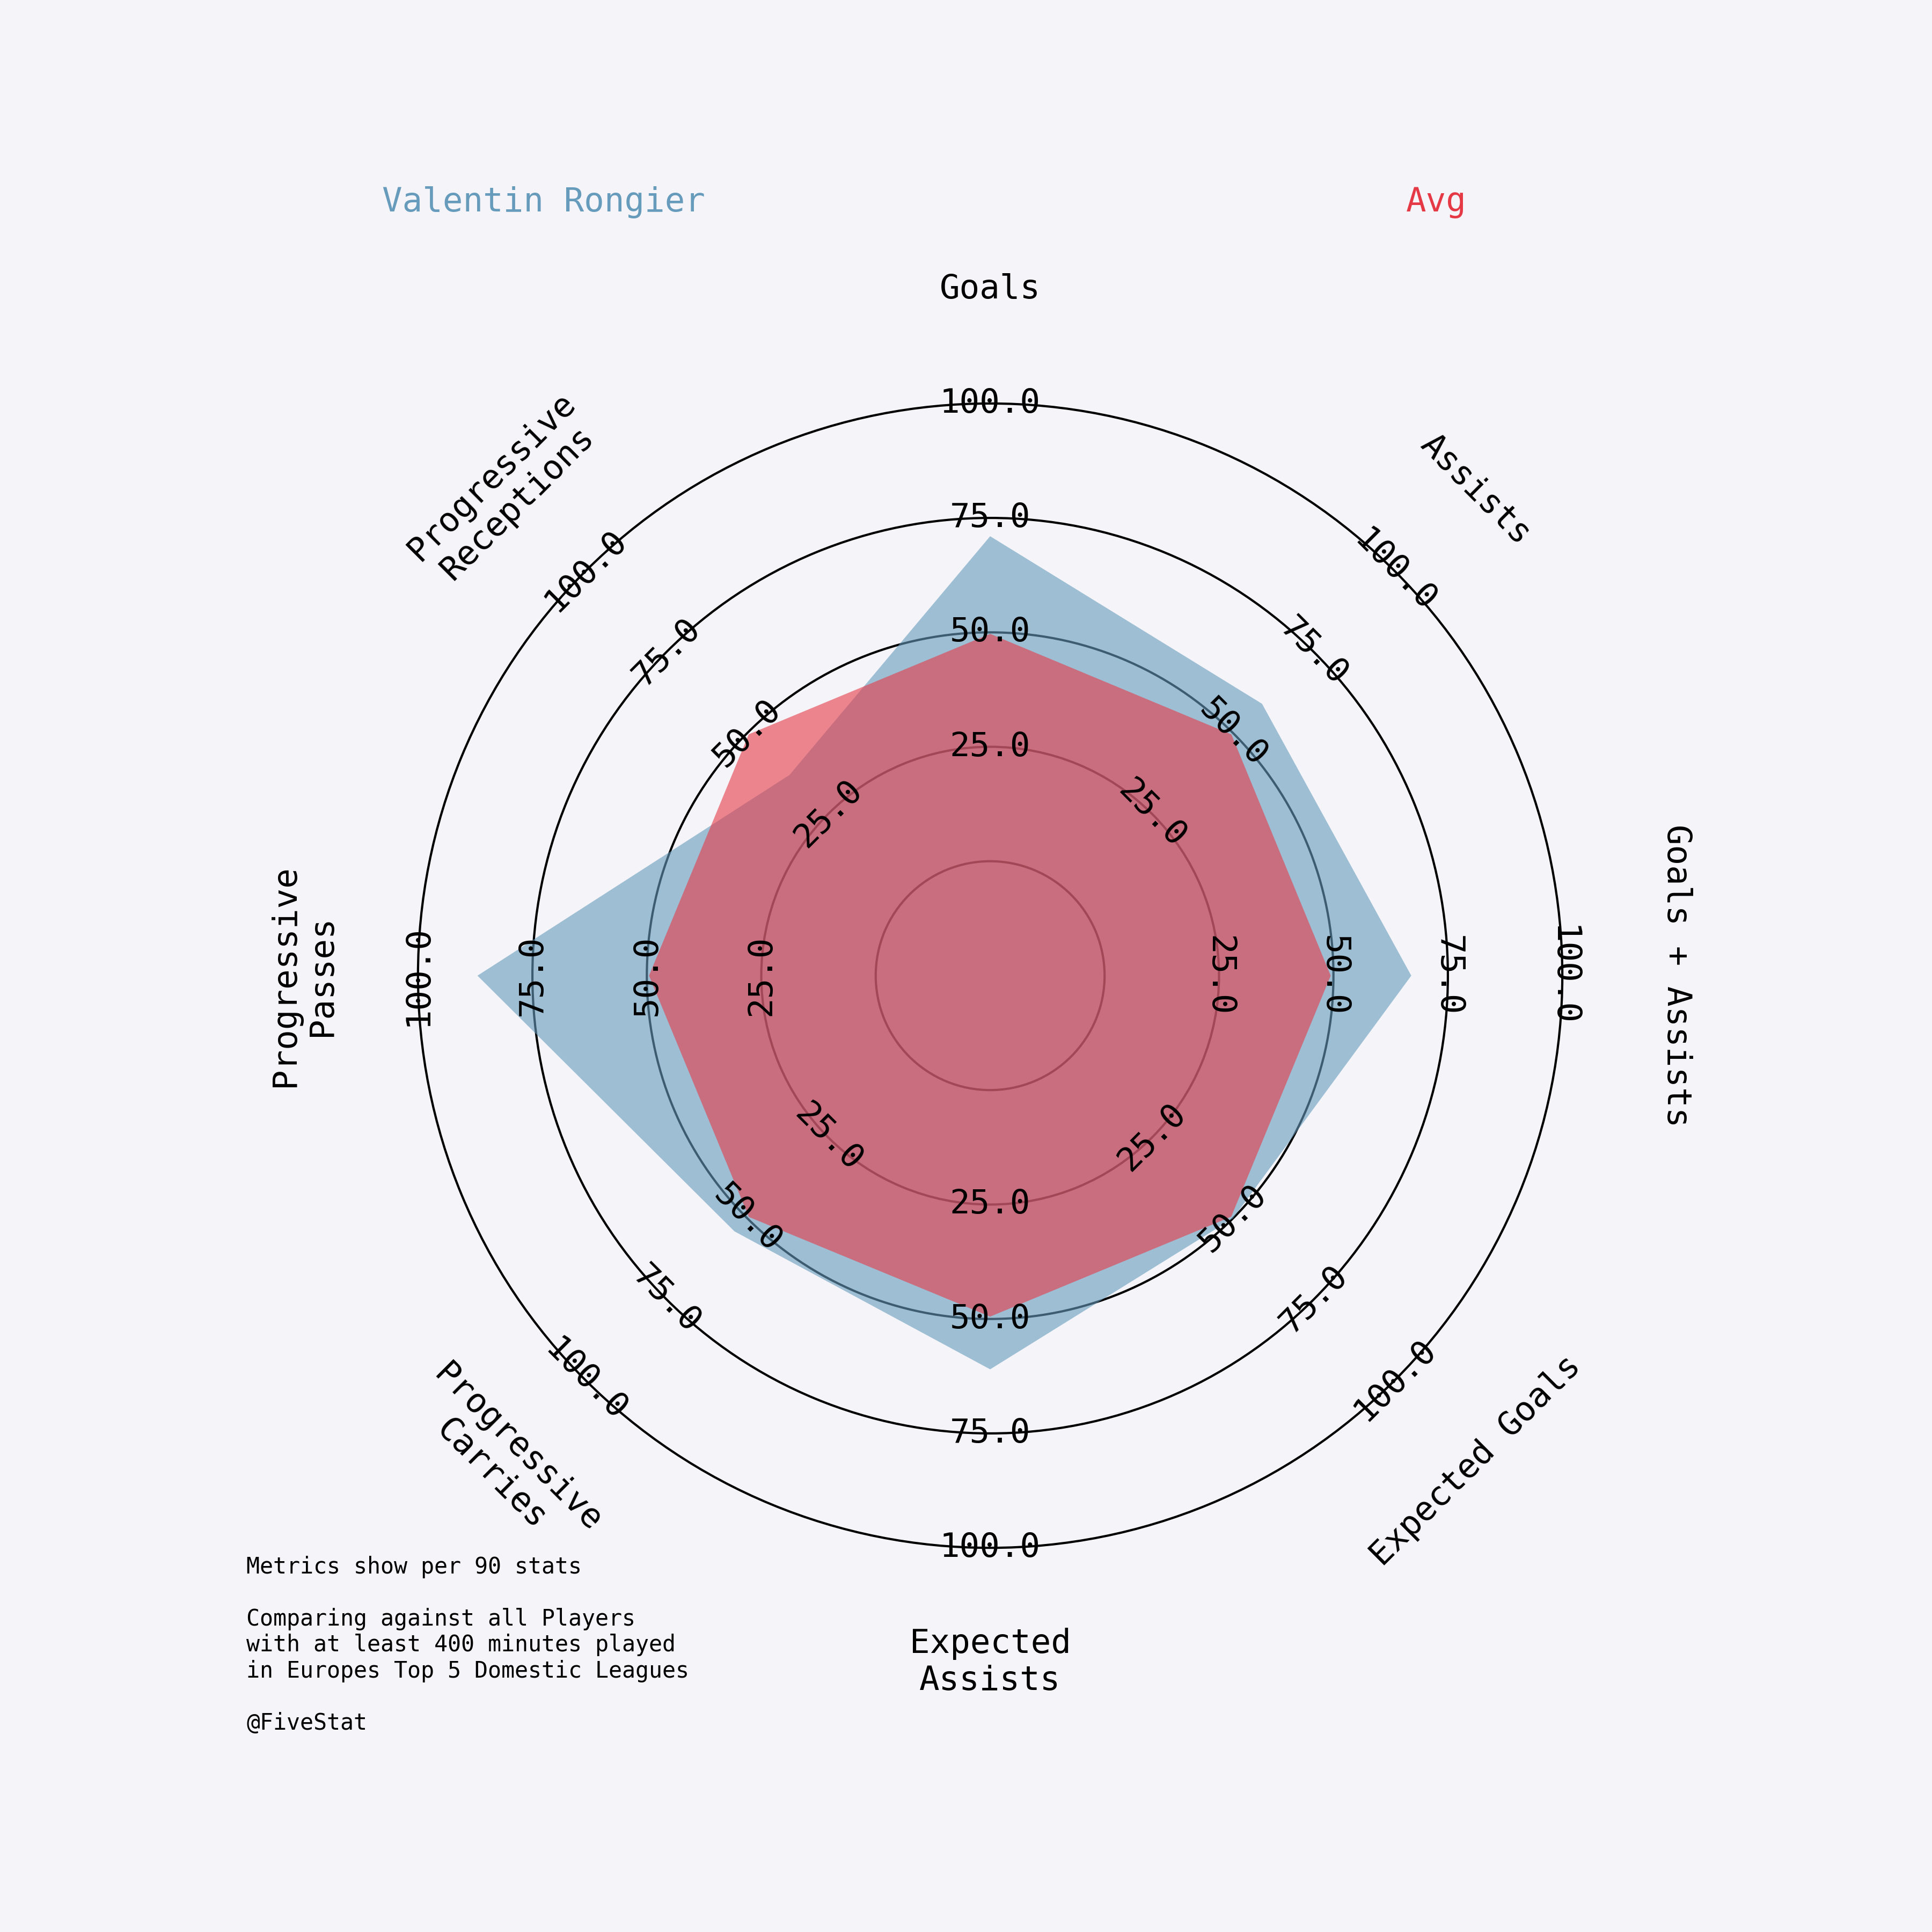 Valentin Rongier
Avg
Goals
Assists
Goals + Assists
Expected Goals
Expected
Assists
Progressive
Carries
Progressive
Passes
Progressive
Receptions
25.0
50.0
75.0
100.0
25.0
50.0
75.0
100.0
25.0
50.0
75.0
100.0
25.0
50.0
75.0
100.0
25.0
50.0
75.0
100.0
25.0
50.0
75.0
100.0
25.0
50.0
75.0
100.0
25.0
50.0
75.0
100.0
Metrics show per 90 stats
Comparing against all Players
with at least 400 minutes played
in Europes Top 5 Domestic Leagues
@FiveStat